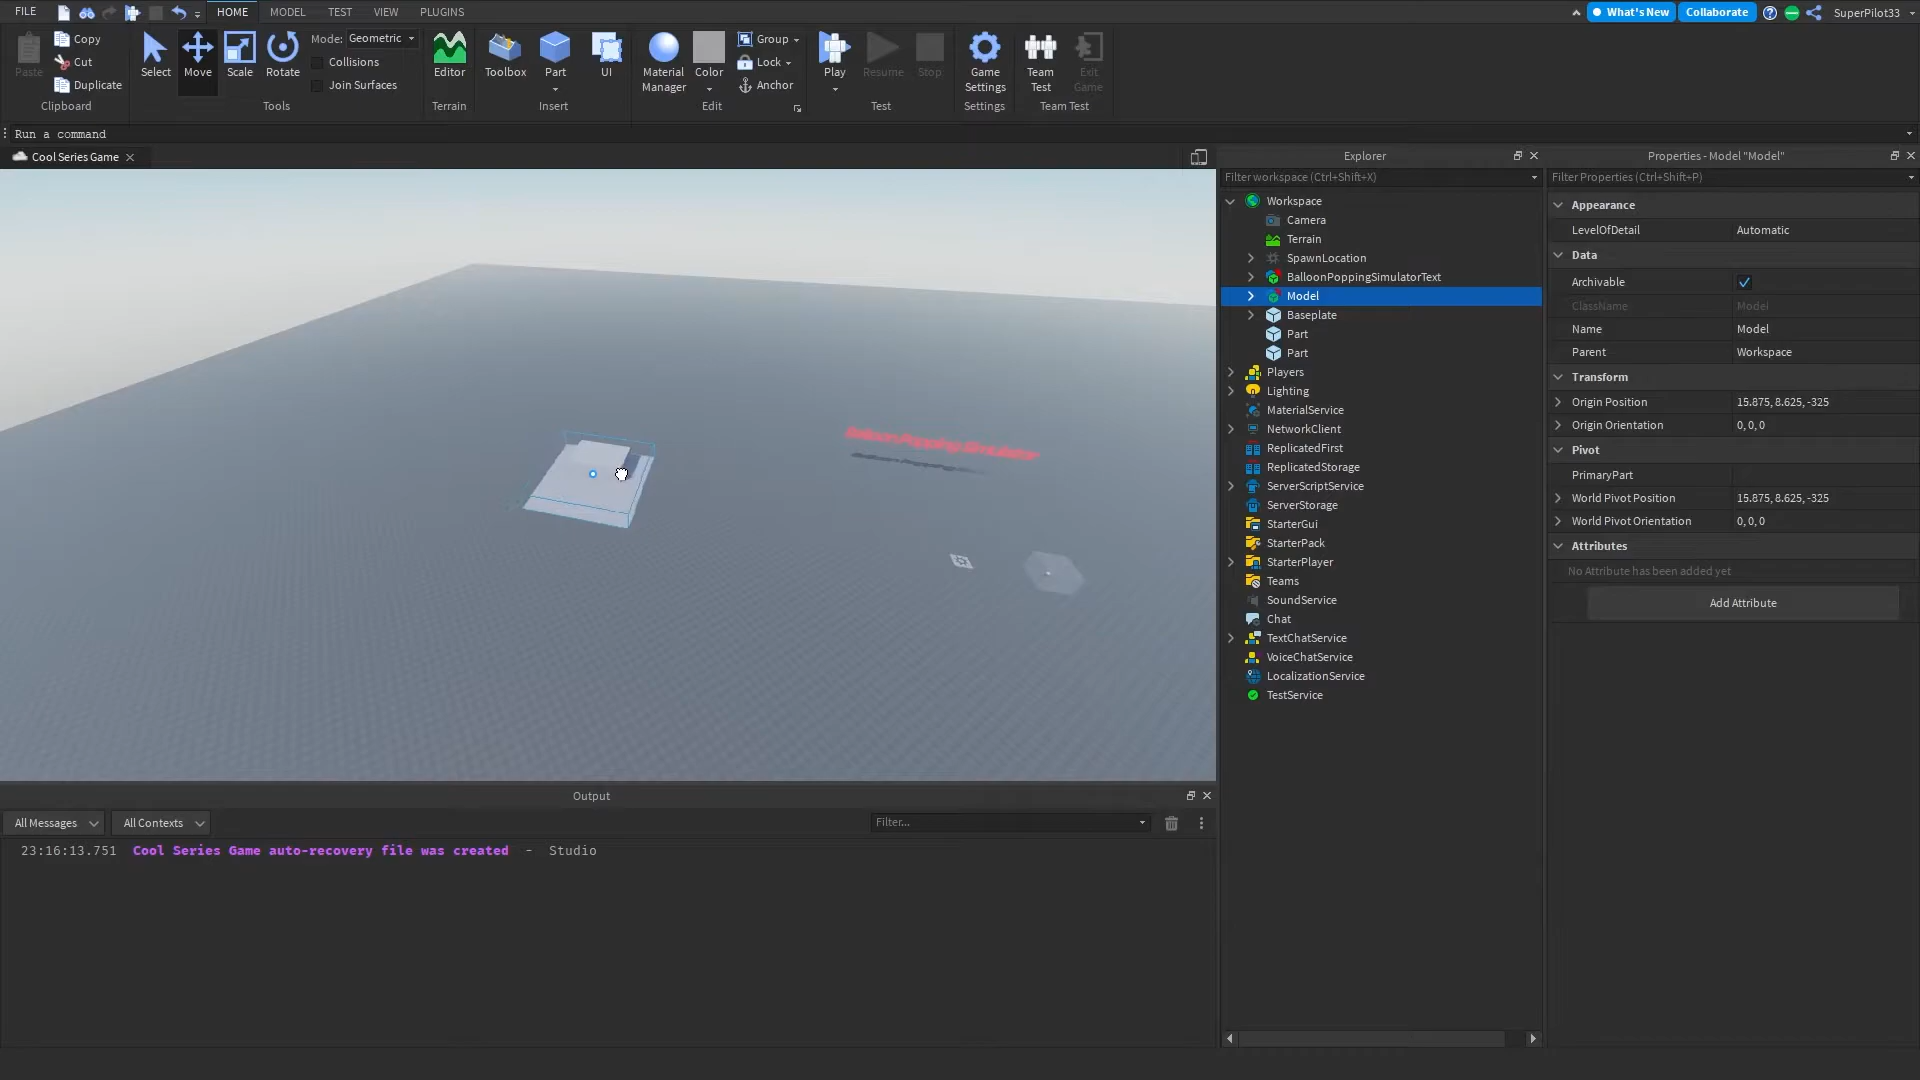 FILE HOME MODEL TEST VIEW PLUGINS What's New Collaborate SuperPilot33
Paste Copy Cut Duplicate Clipboard
Select Move Scale Rotate Mode: Geometric Collisions Join Surfaces Tools
Editor Terrain
Toolbox Part UI Insert
Material Manager Color Group Lock Anchor Edit
Play Resume Stop Test
Game Settings Settings
Team Test Exit Game Team Test
Run a command
Cool Series Game
Balloon Popping Simulator
Explorer
Filter workspace (Ctrl+Shift+X)
Workspace
Camera
Terrain
SpawnLocation
BalloonPoppingSimulatorText
Model
Baseplate
Part
Part
Players
Lighting
MaterialService
NetworkClient
ReplicatedFirst
ReplicatedStorage
ServerScriptService
ServerStorage
StarterGui
StarterPack
StarterPlayer
Teams
SoundService
Chat
TextChatService
VoiceChatService
LocalizationService
TestService
Properties - Model "Model"
Filter Properties (Ctrl+Shift+P)
Appearance
LevelOfDetail Automatic
Data
Archivable
ClassName Model
Name Model
Parent Workspace
Transform
Origin Position 15.875, 8.625, -325
Origin Orientation 0, 0, 0
Pivot
PrimaryPart
World Pivot Position 15.875, 8.625, -325
World Pivot Orientation 0, 0, 0
Attributes
No Attribute has been added yet
Add Attribute
Output
All Messages All Contexts Filter...
23:16:13.751 Cool Series Game auto-recovery file was created - Studio